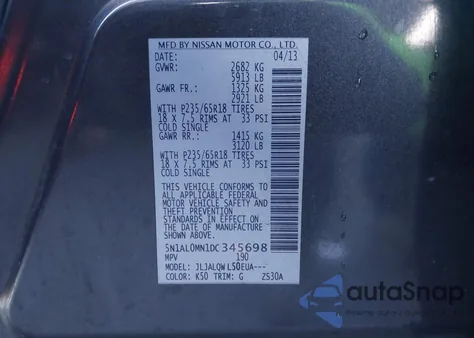 MFD BY NISSAN MOTOR CO., LTD.
DATE: 04/13
GVWR: 2682 KG
5913 LB
GAWR FR.: 1325 KG
2921 LB
WITH P235/65R18 TIRES
18 X 7.5 RIMS AT 33 PSI
COLD SINGLE
GAWR RR.: 1415 KG
3120 LB
WITH P235/65R18 TIRES
18 X 7.5 RIMS AT 33 PSI
COLD SINGLE
THIS VEHICLE CONFORMS TO
ALL APPLICABLE FEDERAL
MOTOR VEHICLE SAFETY AND
THEFT PREVENTION
STANDARDS IN EFFECT ON
THE DATE OF MANUFACTURE
SHOWN ABOVE.
5N1AL0MN1DC345698
MPV 190
MODEL: JLJALQWL50EUA---
COLOR: K50 TRIM: G ZS30A
autoSnap